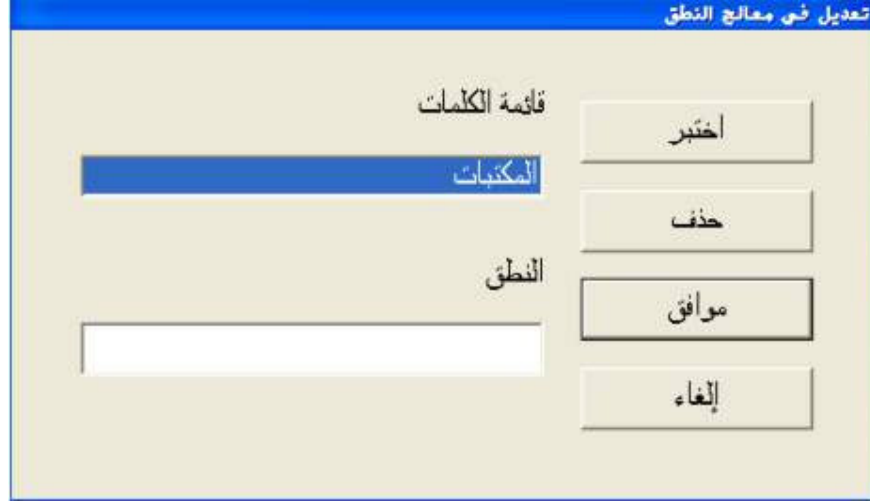 تعديل في معالج النطق
قائمة الكلمات
المكتبات
النطق
اختبر
حذف
موافق
إلغاء